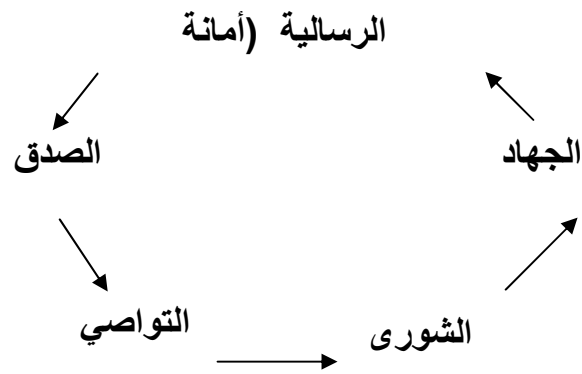 الرسالية (أمانة
الجهاد
الصدق
الشورى
التواصي